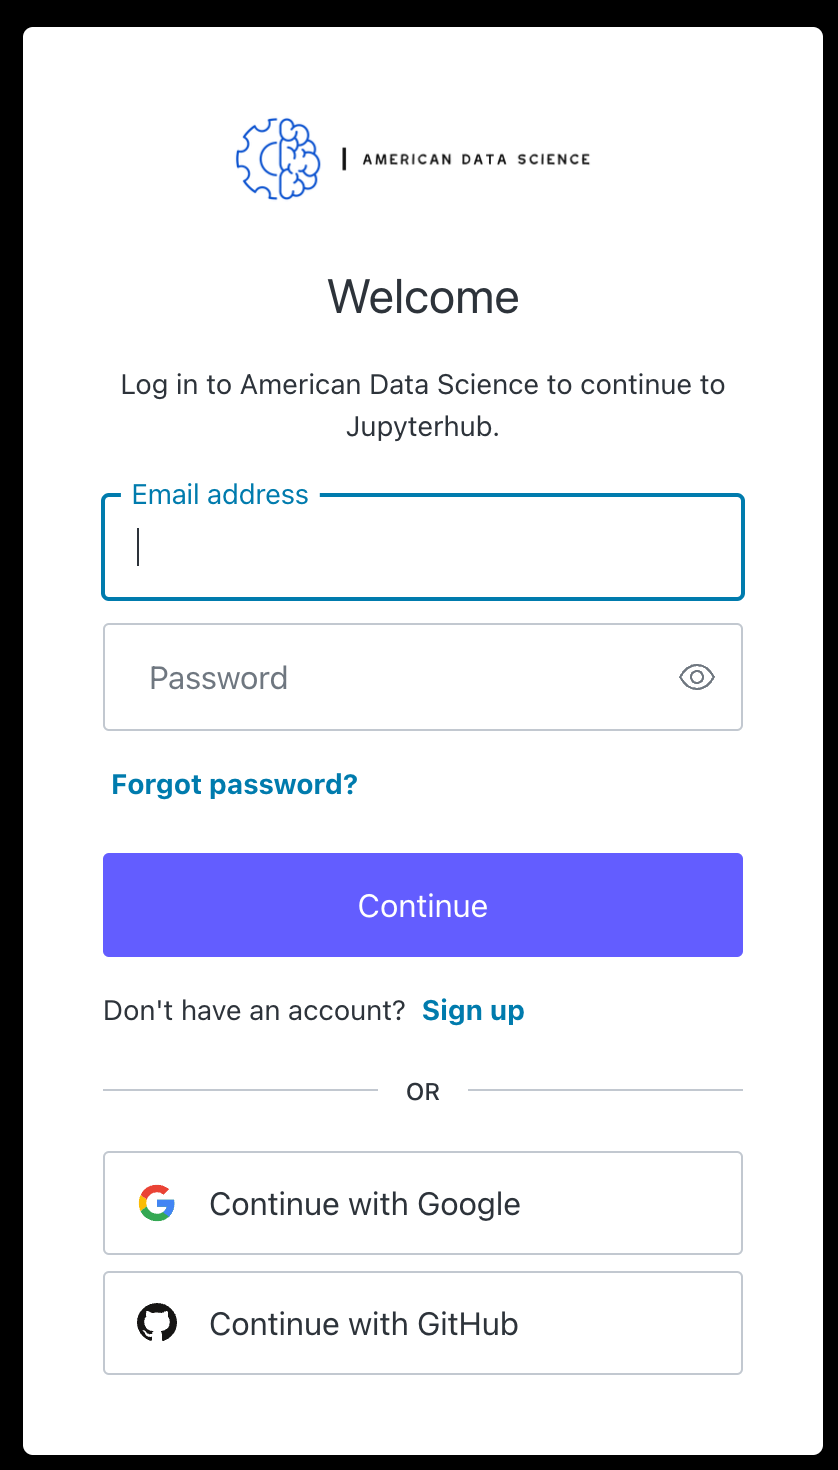 AMERICAN DATA SCIENCE
Welcome
Log in to American Data Science to continue to
Jupyterhub.
Email address
Password
Forgot password?
Continue
Don't have an account? Sign up
OR
Continue with Google
Continue with GitHub